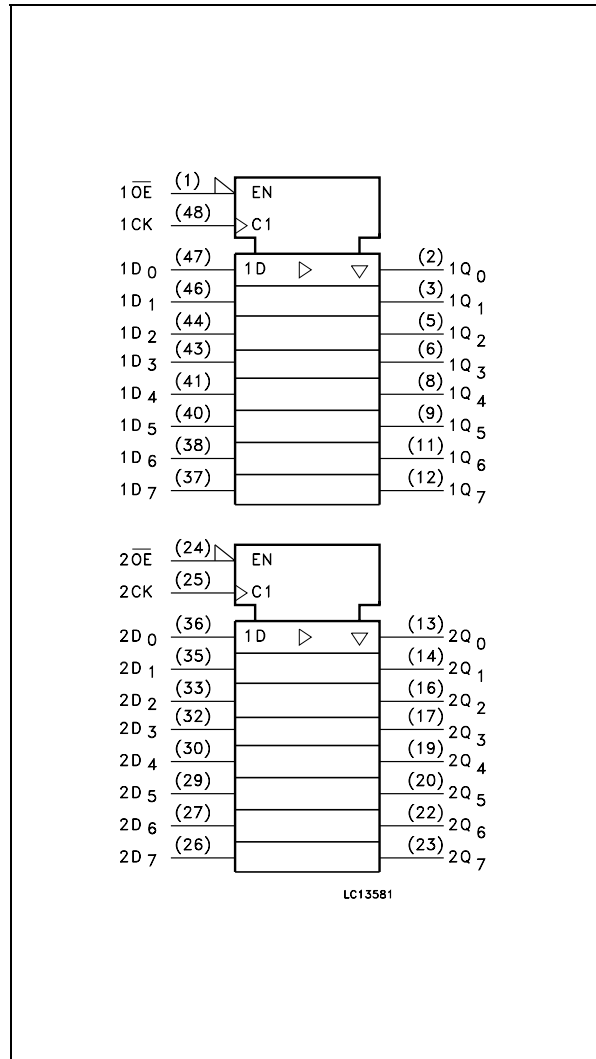 1O̅E̅ (1) EN
1CK (48) C1
1D0 (47) 1D (2) 1Q0
1D1 (46) (3) 1Q1
1D2 (44) (5) 1Q2
1D3 (43) (6) 1Q3
1D4 (41) (8) 1Q4
1D5 (40) (9) 1Q5
1D6 (38) (11) 1Q6
1D7 (37) (12) 1Q7
2O̅E̅ (24) EN
2CK (25) C1
2D0 (36) 1D (13) 2Q0
2D1 (35) (14) 2Q1
2D2 (33) (16) 2Q2
2D3 (32) (17) 2Q3
2D4 (30) (19) 2Q4
2D5 (29) (20) 2Q5
2D6 (27) (22) 2Q6
2D7 (26) (23) 2Q7
LC13581